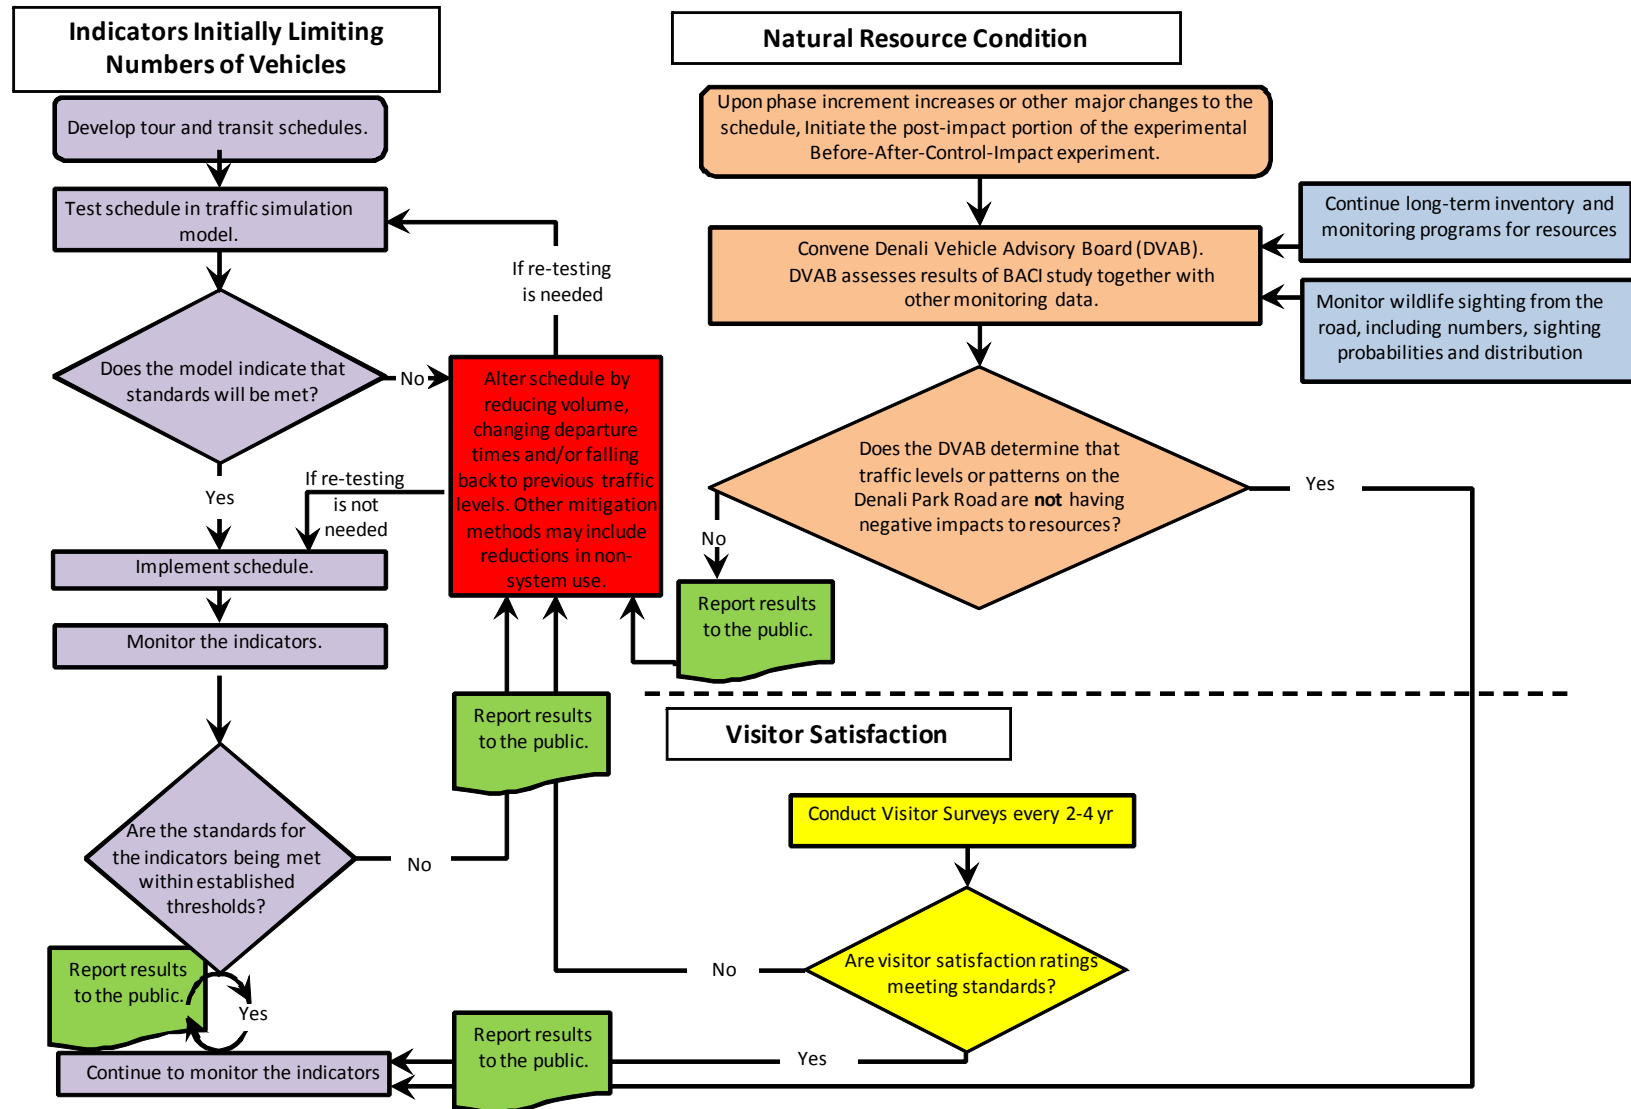 Indicators Initially Limiting
Numbers of Vehicles
Develop tour and transit schedules.
Test schedule in traffic simulation
model.
If re-testing
is needed
Does the model indicate that
standards will be met?
No
Alter schedule by
reducing volume,
changing departure
times and/or falling
back to previous traffic
levels. Other mitigation
methods may include
reductions in non-
system use.
Yes
If re-testing
is not
needed
Implement schedule.
Monitor the indicators.
Are the standards for
the indicators being met
within established
thresholds?
No
Report results
to the public.
Report results
to the public.
Yes
Continue to monitor the indicators
Natural Resource Condition
Upon phase increment increases or other major changes to the
schedule, Initiate the post-impact portion of the experimental
Before-After-Control-Impact experiment.
Continue long-term inventory and
monitoring programs for resources
Convene Denali Vehicle Advisory Board (DVAB).
DVAB assesses results of BACI study together with
other monitoring data.
Monitor wildlife sighting from the
road, including numbers, sighting
probabilities and distribution
Does the DVAB determine that
traffic levels or patterns on the
Denali Park Road are not having
negative impacts to resources?
Yes
No
Report results
to the public.
Visitor Satisfaction
Conduct Visitor Surveys every 2-4 yr
Are visitor satisfaction ratings
meeting standards?
No
Yes
Report results
to the public.